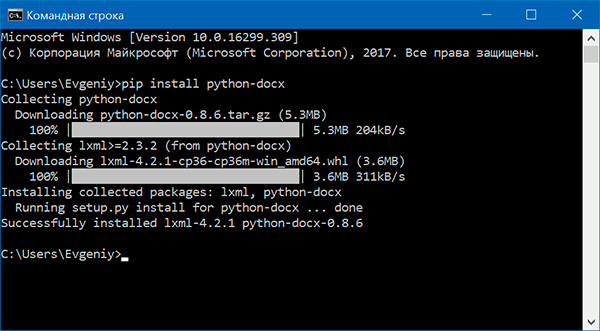 Командная строка
Microsoft Windows [Version 10.0.16299.309]
(c) Корпорация Майкрософт (Microsoft Corporation), 2017. Все права защищены.
C:\Users\Evgeniy>pip install python-docx
Collecting python-docx
Downloading python-docx-0.8.6.tar.gz (5.3MB)
100% |████████████████████████████████| 5.3MB 204kB/s
Collecting lxml>=2.3.2 (from python-docx)
Downloading lxml-4.2.1-cp36-cp36m-win_amd64.whl (3.6MB)
100% |████████████████████████████████| 3.6MB 311kB/s
Installing collected packages: lxml, python-docx
Running setup.py install for python-docx ... done
Successfully installed lxml-4.2.1 python-docx-0.8.6
C:\Users\Evgeniy>